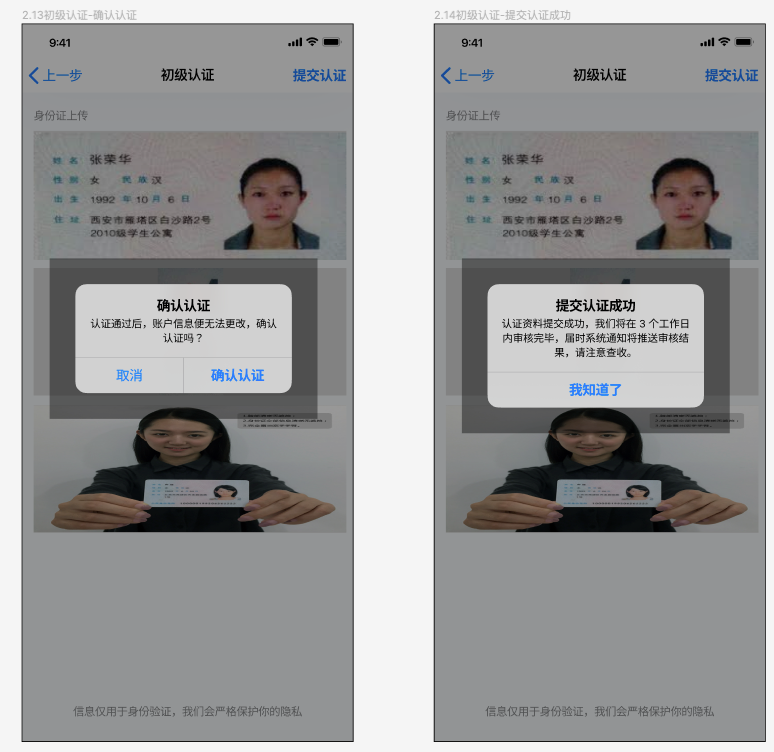 2.13初级认证-确认认证
9:41
上一步
初级认证
提交认证
身份证上传
姓 名 张荣华
性 别 女 民 族 汉
出 生 1992 年 10 月 6 日
住 址 西安市雁塔区白沙路2号
2010级学生公寓
确认认证
认证通过后，账户信息便无法更改，确认
认证吗？
取消
确认认证
信息仅用于身份验证，我们会严格保护你的隐私
2.14初级认证-提交认证成功
9:41
上一步
初级认证
提交认证
身份证上传
姓 名 张荣华
性 别 女 民 族 汉
出 生 1992 年 10 月 6 日
住 址 西安市雁塔区白沙路2号
2010级学生公寓
提交认证成功
认证资料提交成功，我们将在 3 个工作日
内审核完毕，届时系统通知将推送审核结
果，请注意查收。
我知道了
信息仅用于身份验证，我们会严格保护你的隐私